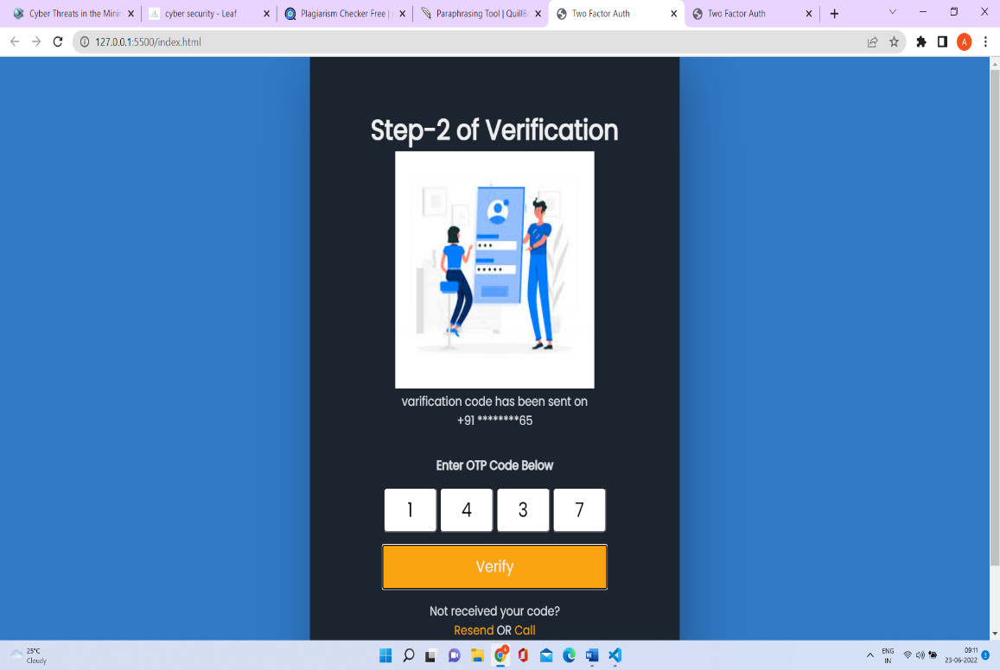 Cyber Threats in the Minin
cyber security - Leaf
Plagiarism Checker Free |
Paraphrasing Tool | QuillBo
Two Factor Auth
Two Factor Auth
127.0.0.1:5500/index.html
A
Step-2 of Verification
varification code has been sent on
+91 ********65
Enter OTP Code Below
1 4 3 7
Verify
Not received your code?
Resend OR Call
25°C
Cloudy
ENG
IN
09:11
23-06-2022
3